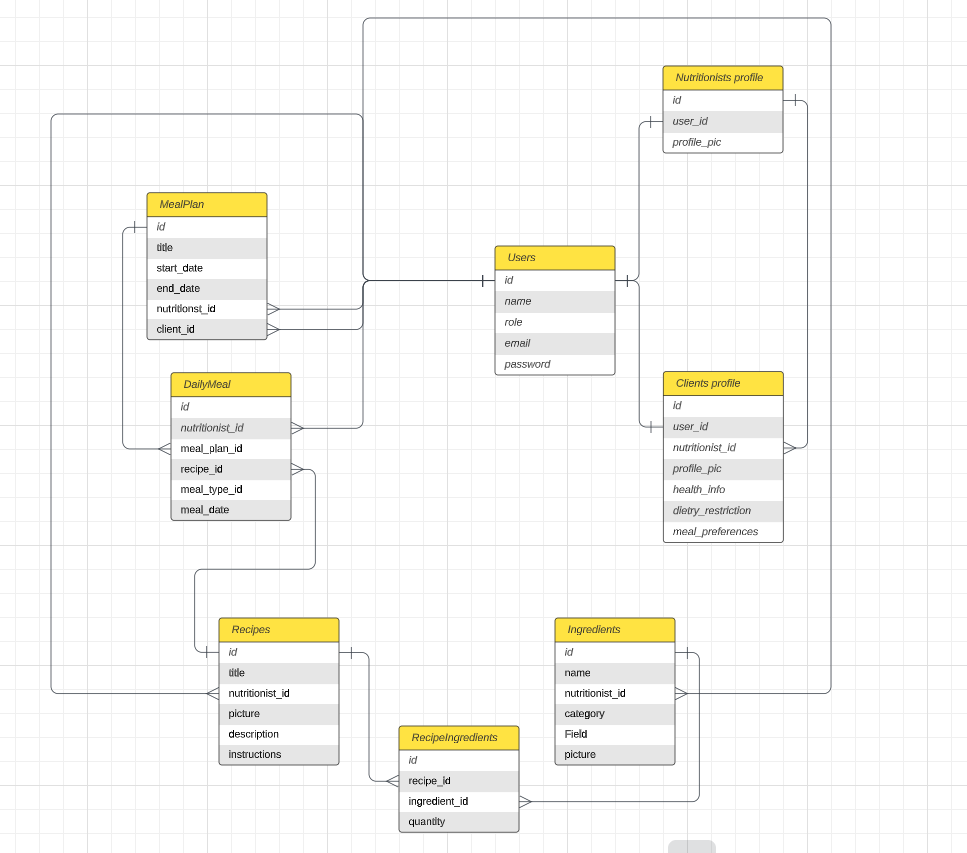 Nutritionists profile
id
user_id
profile_pic
MealPlan
id
title
start_date
end_date
nutritionst_id
client_id
Users
id
name
role
email
password
DailyMeal
id
nutritionist_id
meal_plan_id
recipe_id
meal_type_id
meal_date
Clients profile
id
user_id
nutritionist_id
profile_pic
health_info
dietry_restriction
meal_preferences
Recipes
id
title
nutritionist_id
picture
description
instructions
Ingredients
id
name
nutritionist_id
category
Field
picture
RecipeIngredients
id
recipe_id
ingredient_id
quantity